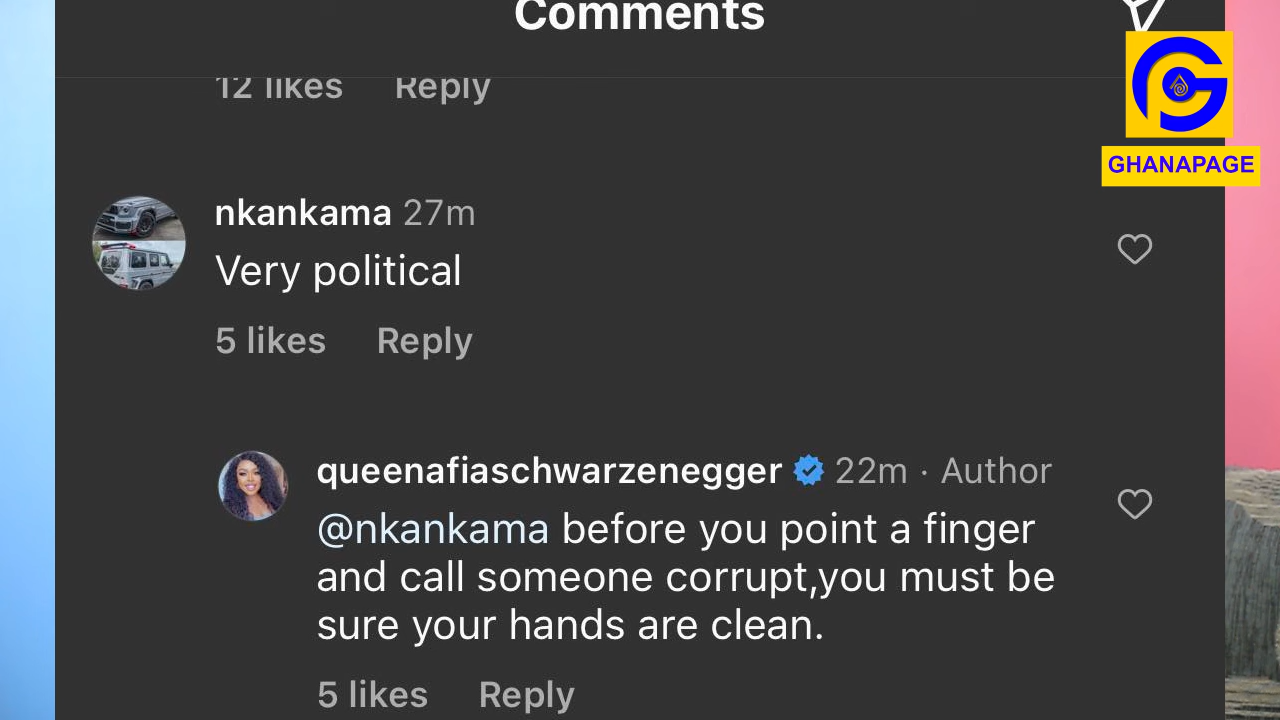 Comments
12 likes Reply
GHANAPAGE
nkankama 27m
Very political
5 likes Reply
queenafiaschwarzenegger 22m · Author
@nkankama before you point a finger
and call someone corrupt,you must be
sure your hands are clean.
5 likes Reply